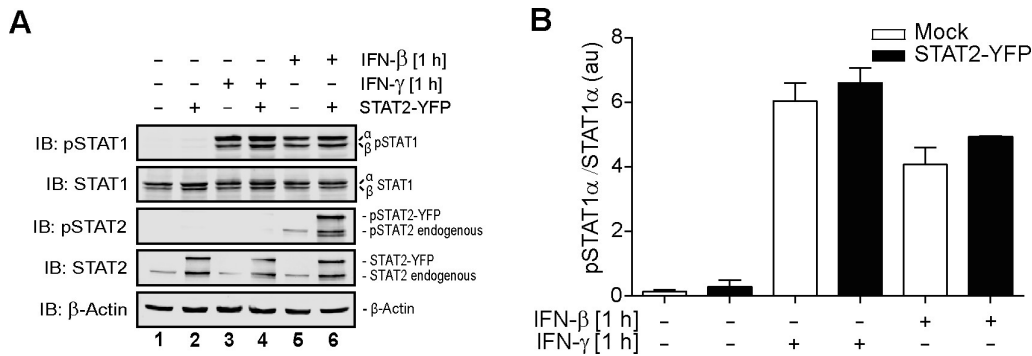 A
– – – – + + IFN-β [1 h]
– – + + – – IFN-γ [1 h]
– + – + – + STAT2-YFP
IB: pSTAT1
α
β pSTAT1
IB: STAT1
α
β STAT1
IB: pSTAT2
- pSTAT2-YFP
- pSTAT2 endogenous
IB: STAT2
- STAT2-YFP
- STAT2 endogenous
IB: β-Actin
- β-Actin
1 2 3 4 5 6
B
Mock
STAT2-YFP
pSTAT1α /STAT1α (au)
8
6
4
2
0
IFN-β [1 h] – – – – + +
IFN-γ [1 h] – – + + – –